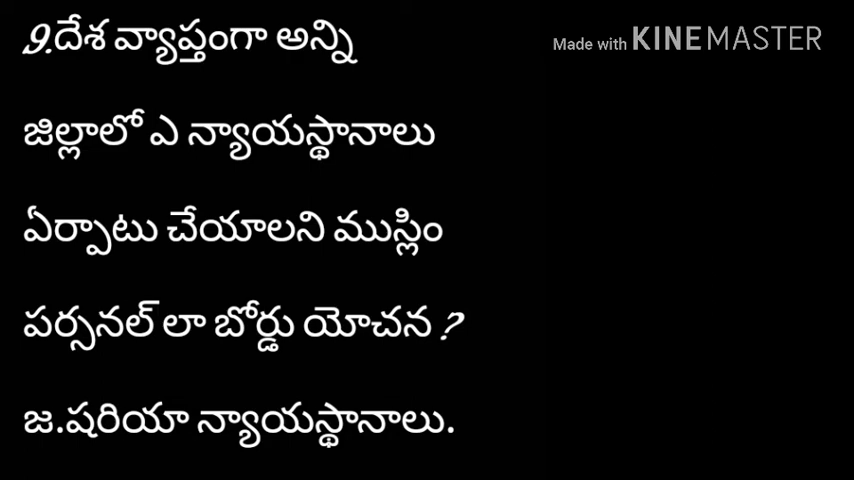 9.దేశ వ్యాప్తంగా అన్ని
Made with KINEMASTER
జిల్లాలో ఎ న్యాయస్థానాలు
ఏర్పాటు చేయాలని ముస్లిం
పర్సనల్ లా బోర్డు యోచన ?
జ.షరియా న్యాయస్థానాలు.